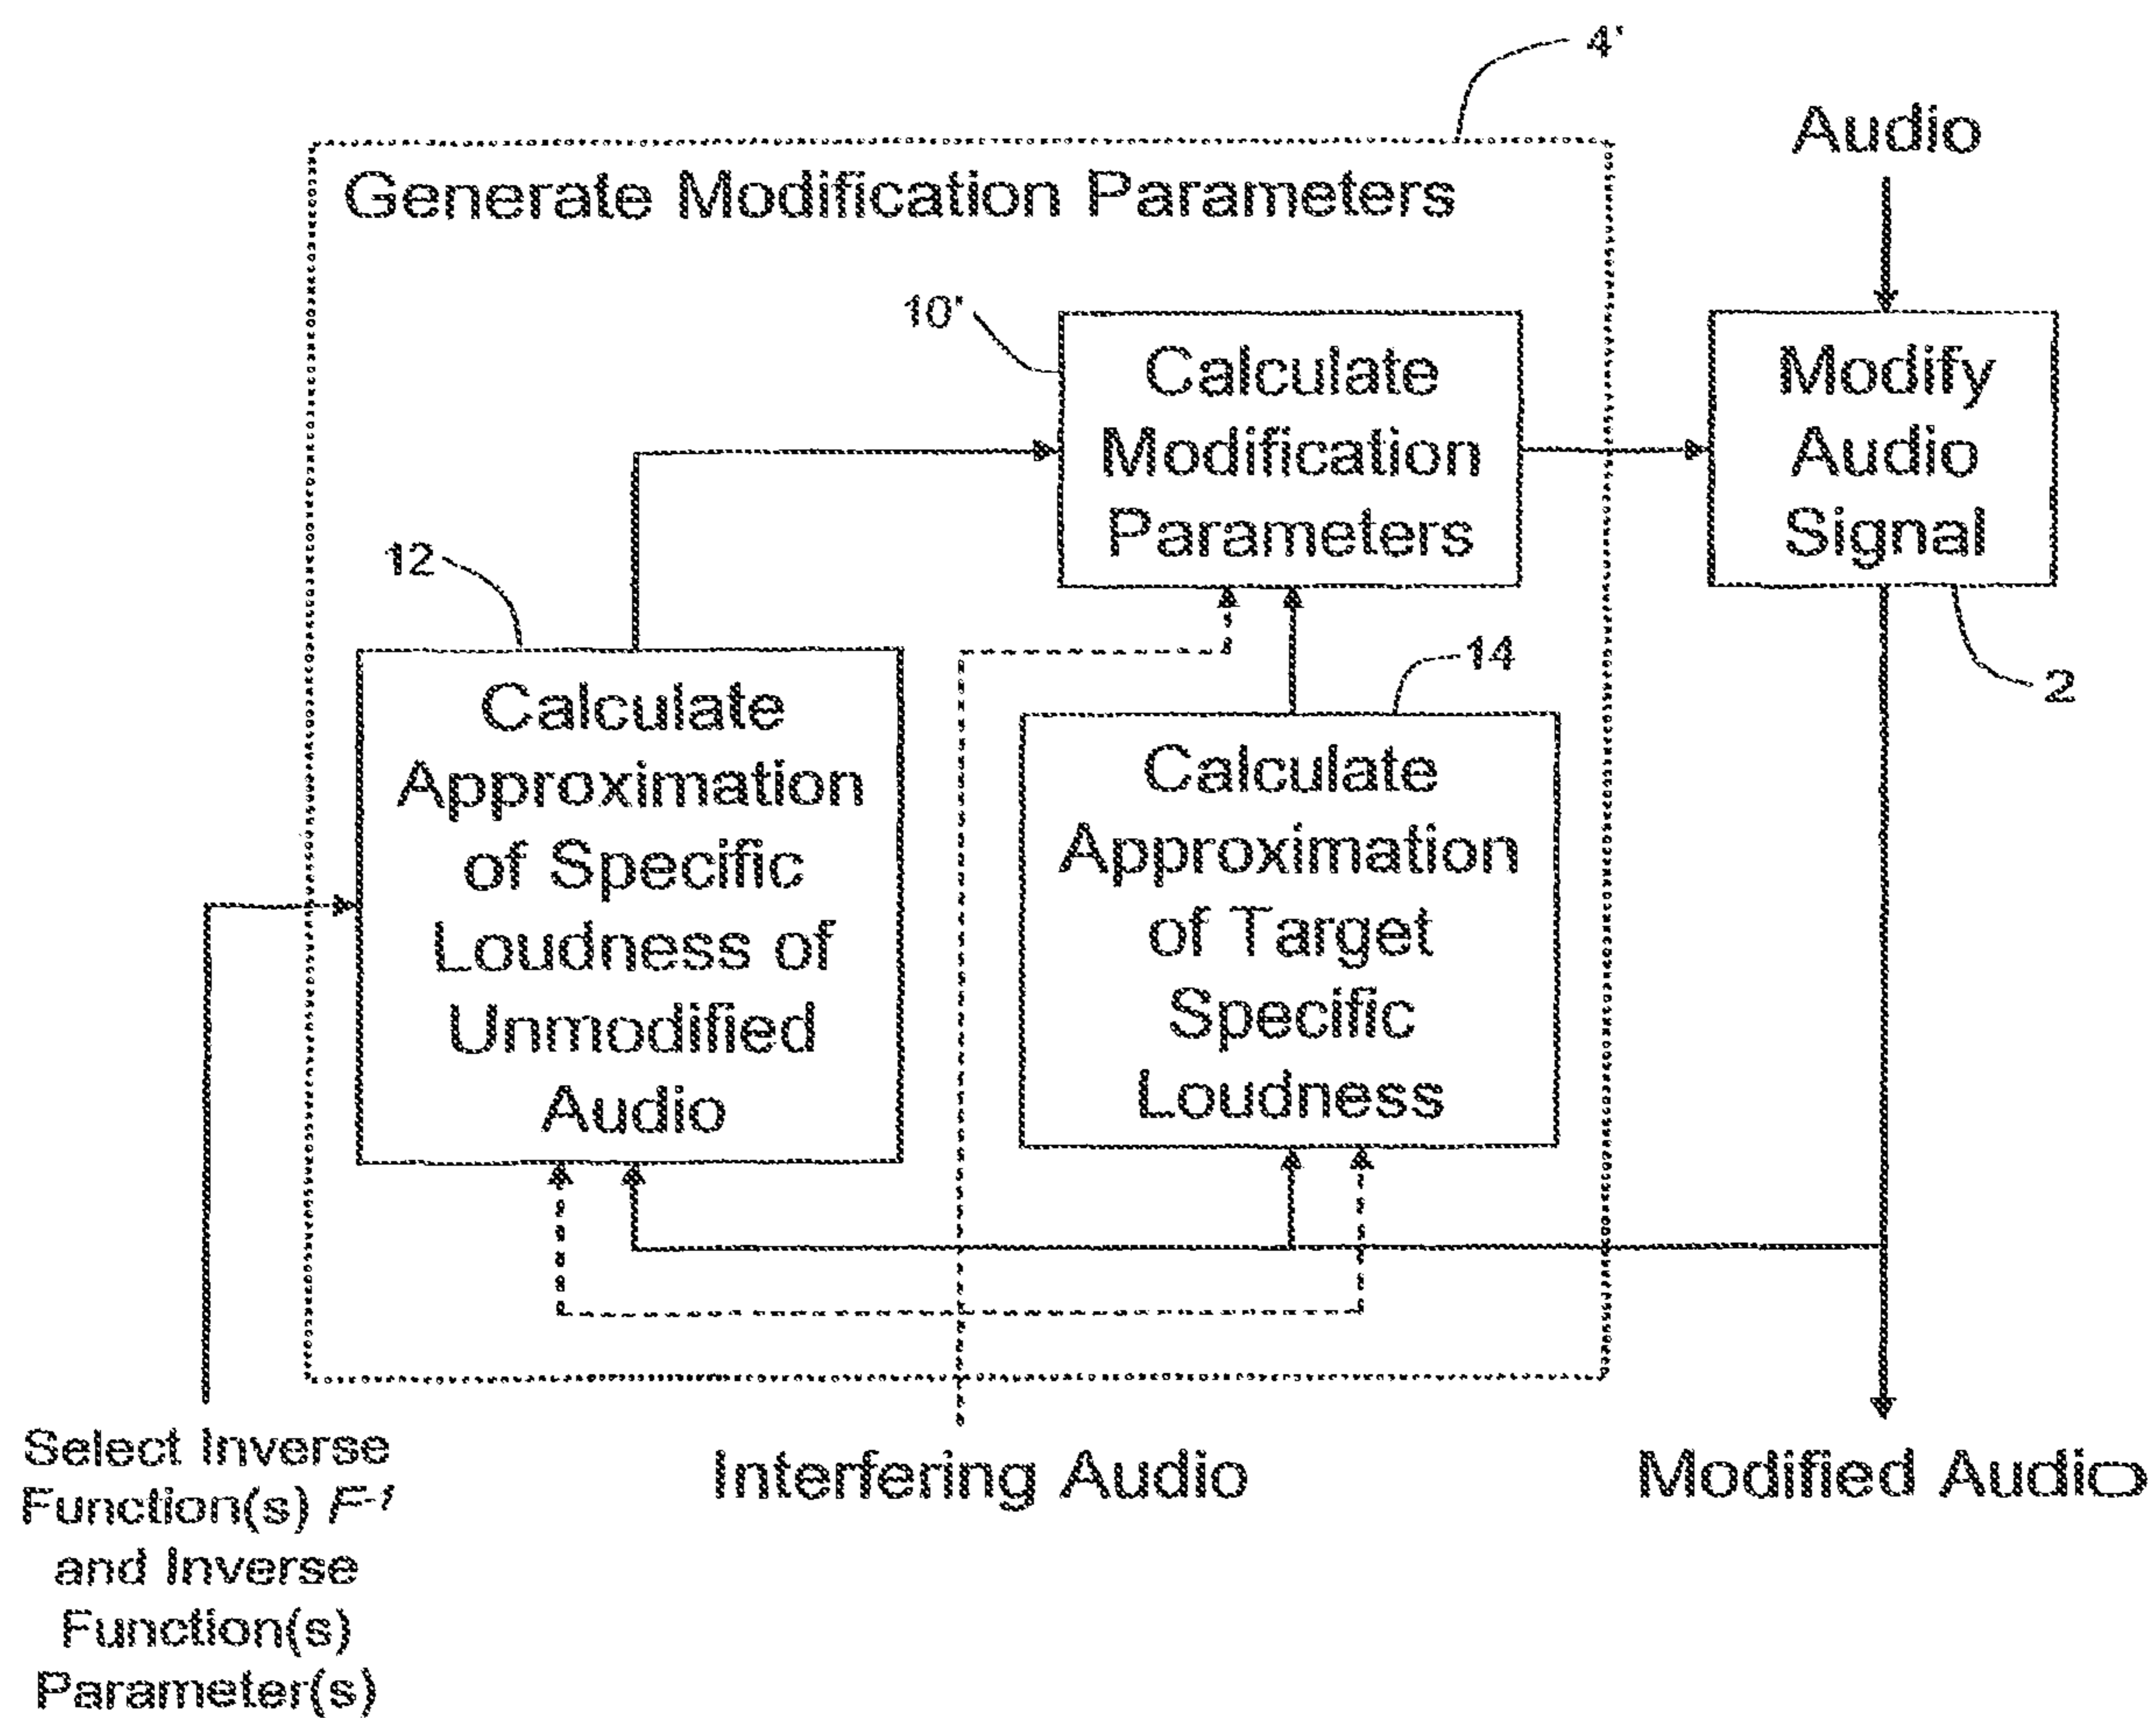 4'
Audio
Generate Modification Parameters
10'
Calculate
Modification
Parameters
Modify
Audio
Signal
12
14
2
Calculate
Approximation
of Specific
Loudness of
Unmodified
Audio
Calculate
Approximation
of Target
Specific
Loudness
Select Inverse
Function(s) F-1
and Inverse
Function(s)
Parameter(s)
Interfering Audio
Modified Audio